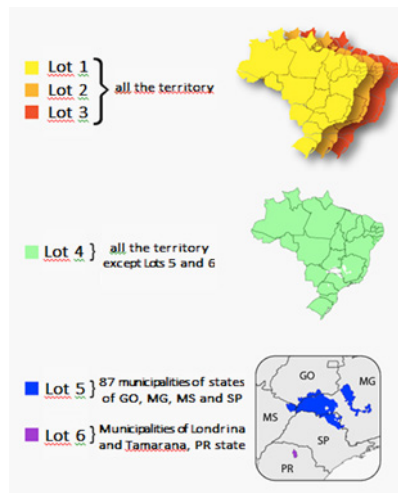 Lot 1
Lot 2
Lot 3
all the territory
Lot 4
all the territory
except Lots 5 and 6
Lot 5
87 municipalities of states
of GO, MG, MS and SP
Lot 6
Municipalities of Londrina
and Tamarana, PR state
GO
MG
MS
SP
PR